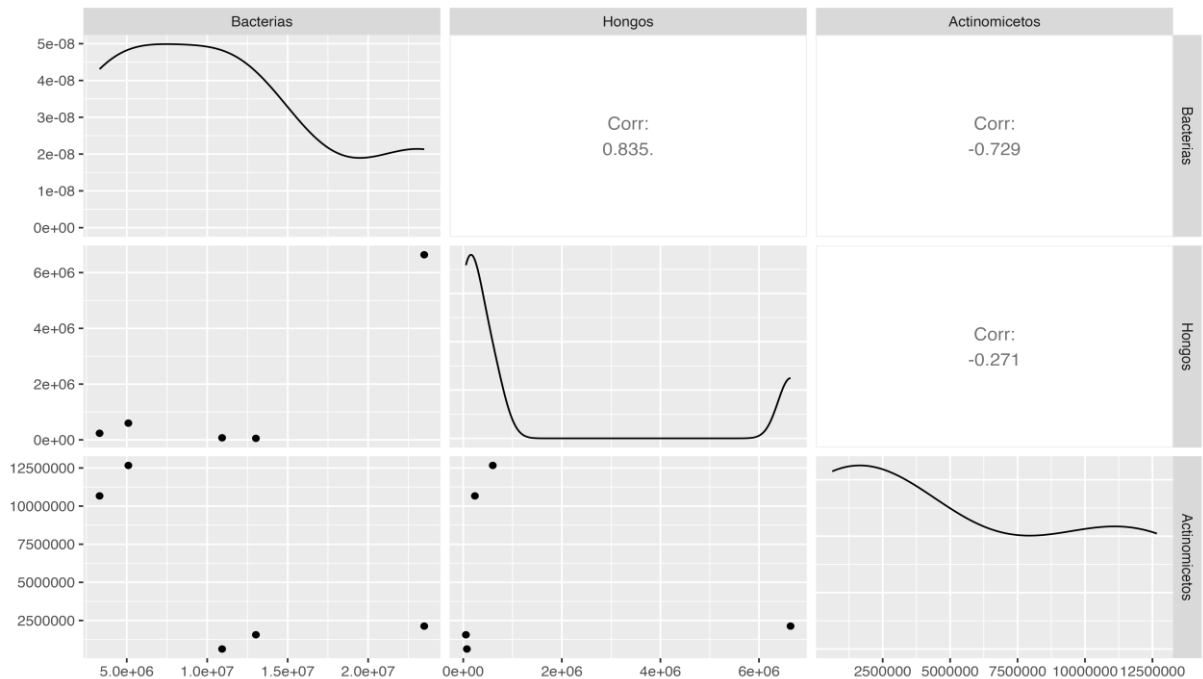 Bacterias
Hongos
Actinomicetos
5e-08
4e-08
3e-08
2e-08
1e-08
0e+00
Corr:
0.835.
Corr:
-0.729
Bacterias
6e+06
4e+06
2e+06
0e+00
Corr:
-0.271
Hongos
12500000
10000000
7500000
5000000
2500000
Actinomicetos
5.0e+06 1.0e+07 1.5e+07 2.0e+07 0e+00 2e+06 4e+06 6e+06 2500000 5000000 7500000 10000000 12500000